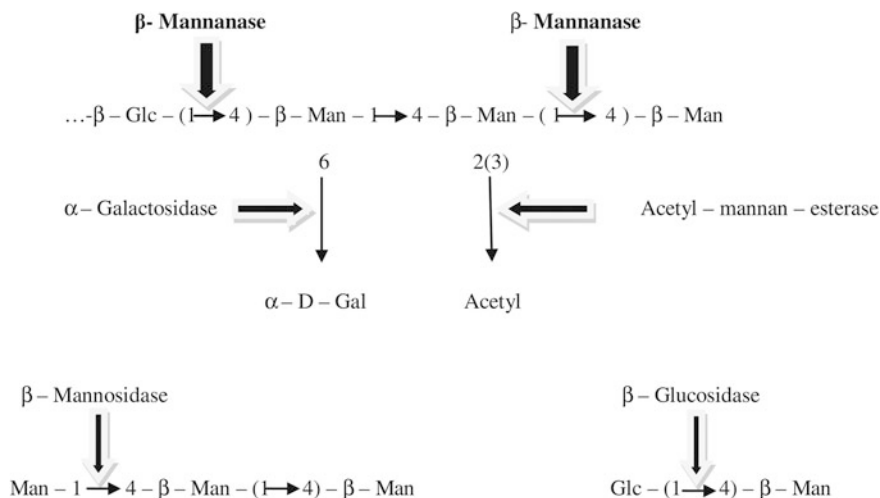 β- Mannanase β- Mannanase
...-β – Glc – (1→ 4 ) – β – Man – 1→ 4 – β – Man – ( 1→ 4 ) – β – Man
6 2(3)
α – Galactosidase Acetyl – mannan – esterase
α – D – Gal Acetyl
β – Mannosidase β – Glucosidase
Man – 1 → 4 – β – Man – (1→ 4) – β – Man Glc – (1→ 4) – β – Man